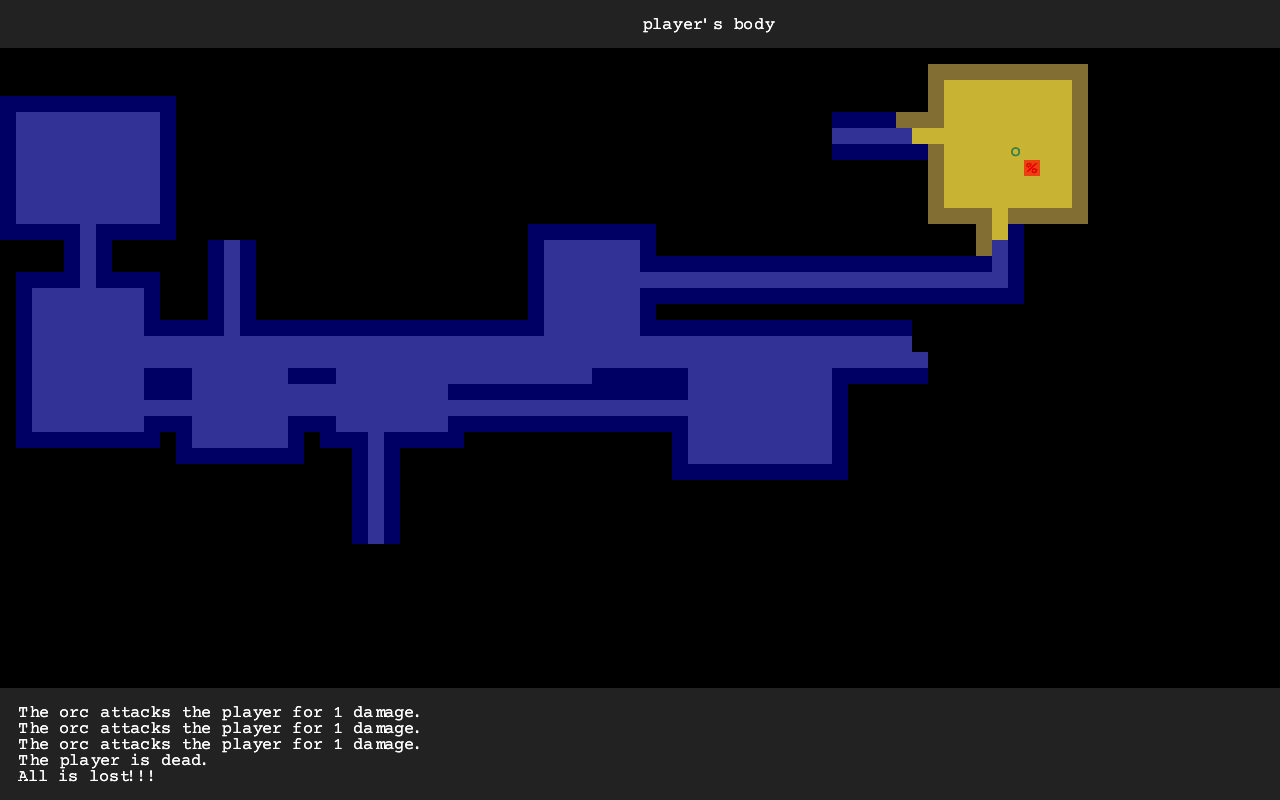 player's body
o
%
The orc attacks the player for 1 damage.
The orc attacks the player for 1 damage.
The orc attacks the player for 1 damage.
The player is dead.
All is lost!!!